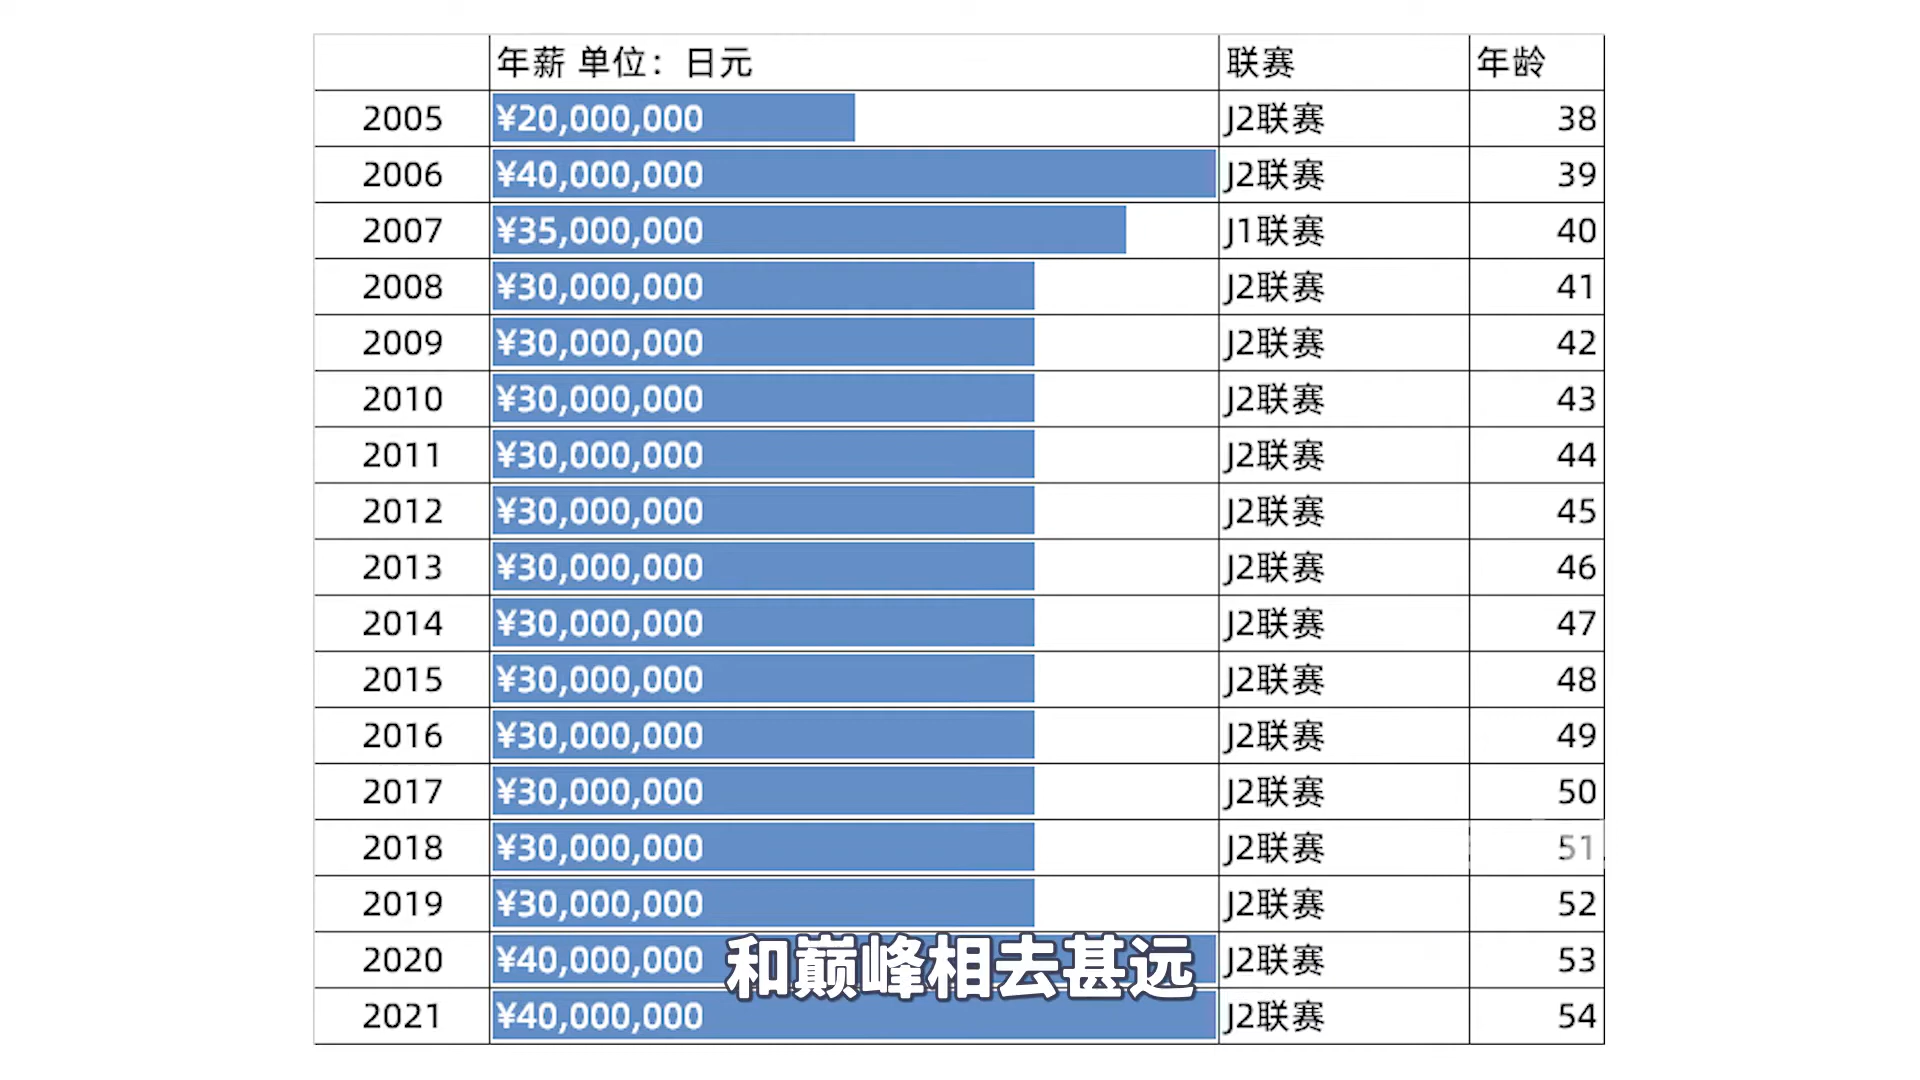 年薪 单位：日元 联赛 年龄
2005 ¥20,000,000 J2联赛 38
2006 ¥40,000,000 J2联赛 39
2007 ¥35,000,000 J1联赛 40
2008 ¥30,000,000 J2联赛 41
2009 ¥30,000,000 J2联赛 42
2010 ¥30,000,000 J2联赛 43
2011 ¥30,000,000 J2联赛 44
2012 ¥30,000,000 J2联赛 45
2013 ¥30,000,000 J2联赛 46
2014 ¥30,000,000 J2联赛 47
2015 ¥30,000,000 J2联赛 48
2016 ¥30,000,000 J2联赛 49
2017 ¥30,000,000 J2联赛 50
2018 ¥30,000,000 J2联赛 51
2019 ¥30,000,000 J2联赛 52
2020 ¥40,000,000 J2联赛 53
2021 ¥40,000,000 J2联赛 54
和巅峰相去甚远